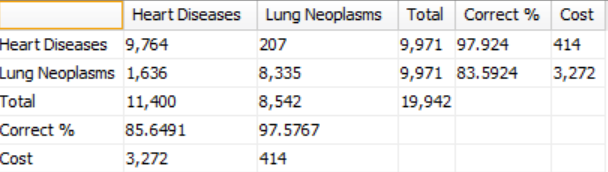 Heart Diseases Lung Neoplasms Total Correct % Cost
Heart Diseases 9,764 207 9,971 97.924 414
Lung Neoplasms 1,636 8,335 9,971 83.5924 3,272
Total 11,400 8,542 19,942
Correct % 85.6491 97.5767
Cost 3,272 414